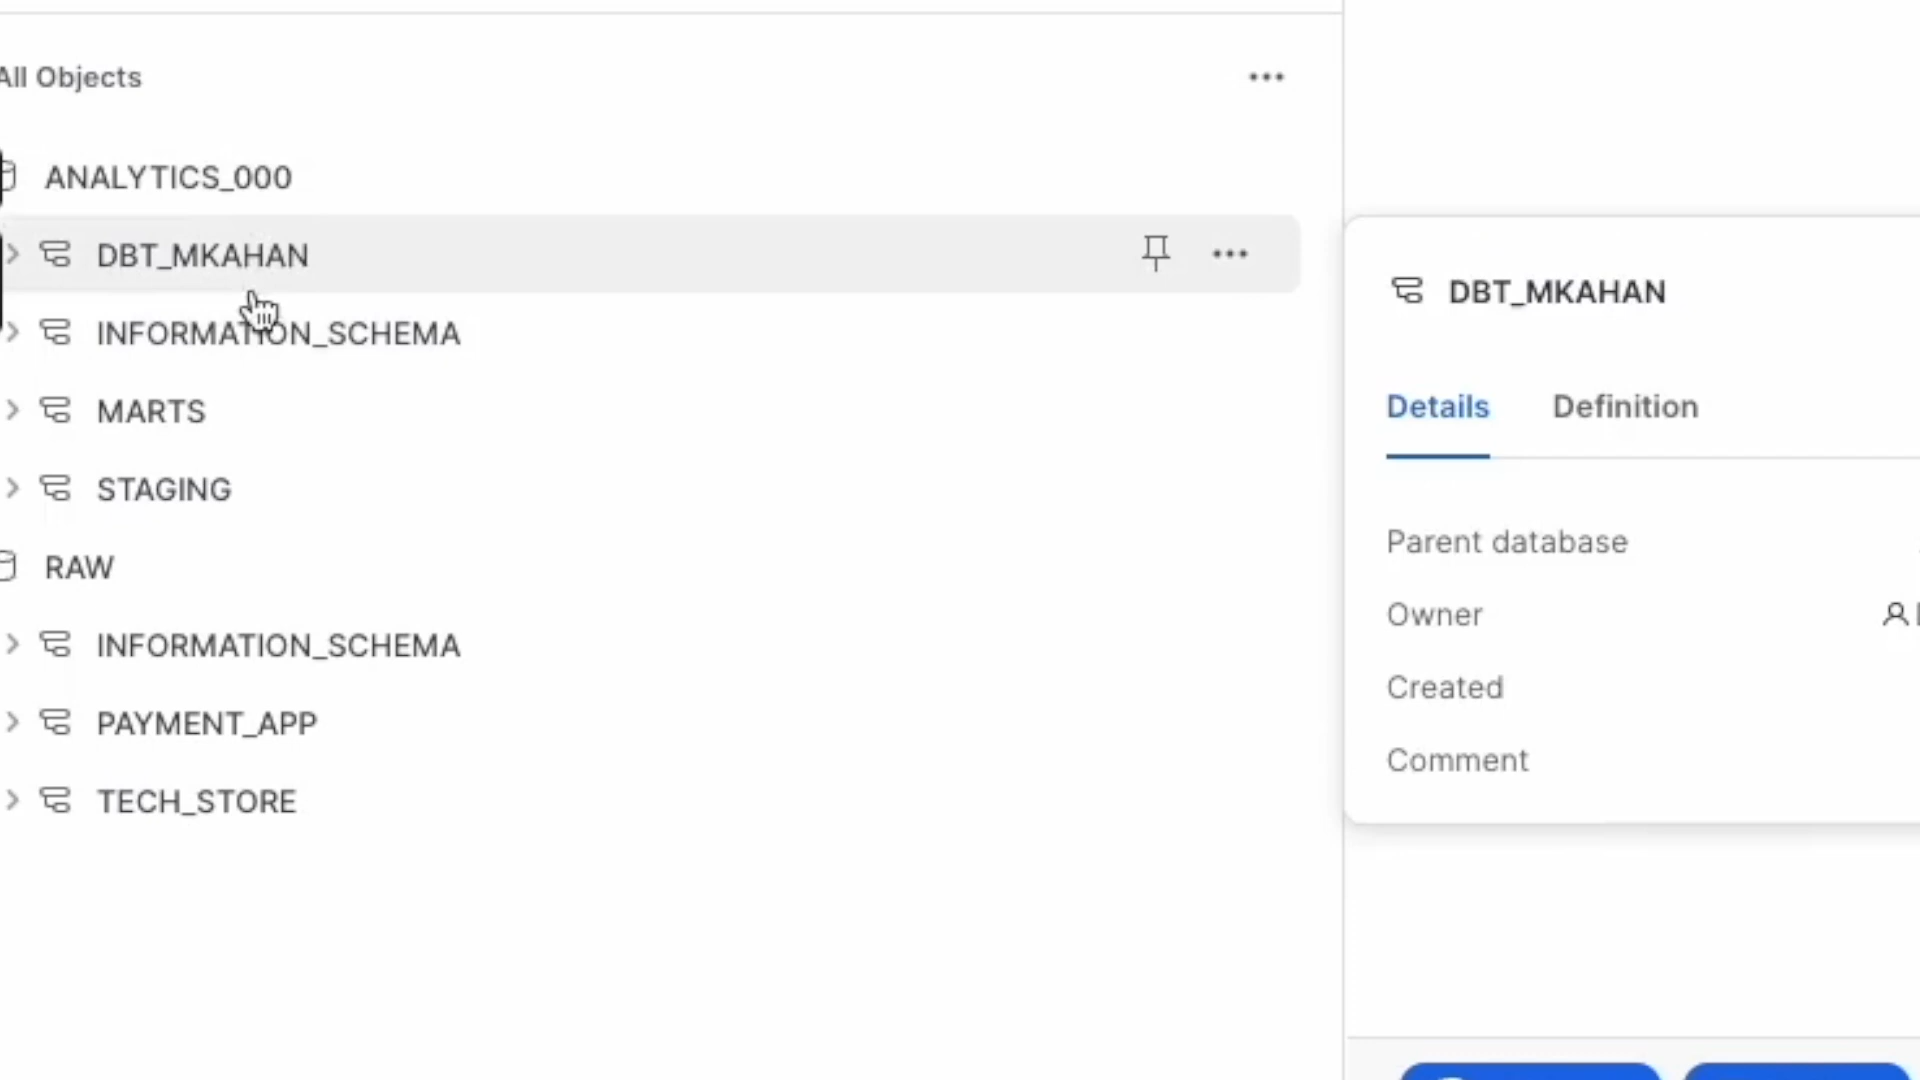 All Objects
ANALYTICS_000
DBT_MKAHAN
INFORMATION_SCHEMA
MARTS
STAGING
RAW
INFORMATION_SCHEMA
PAYMENT_APP
TECH_STORE
DBT_MKAHAN
Details
Definition
Parent database
Owner
Created
Comment